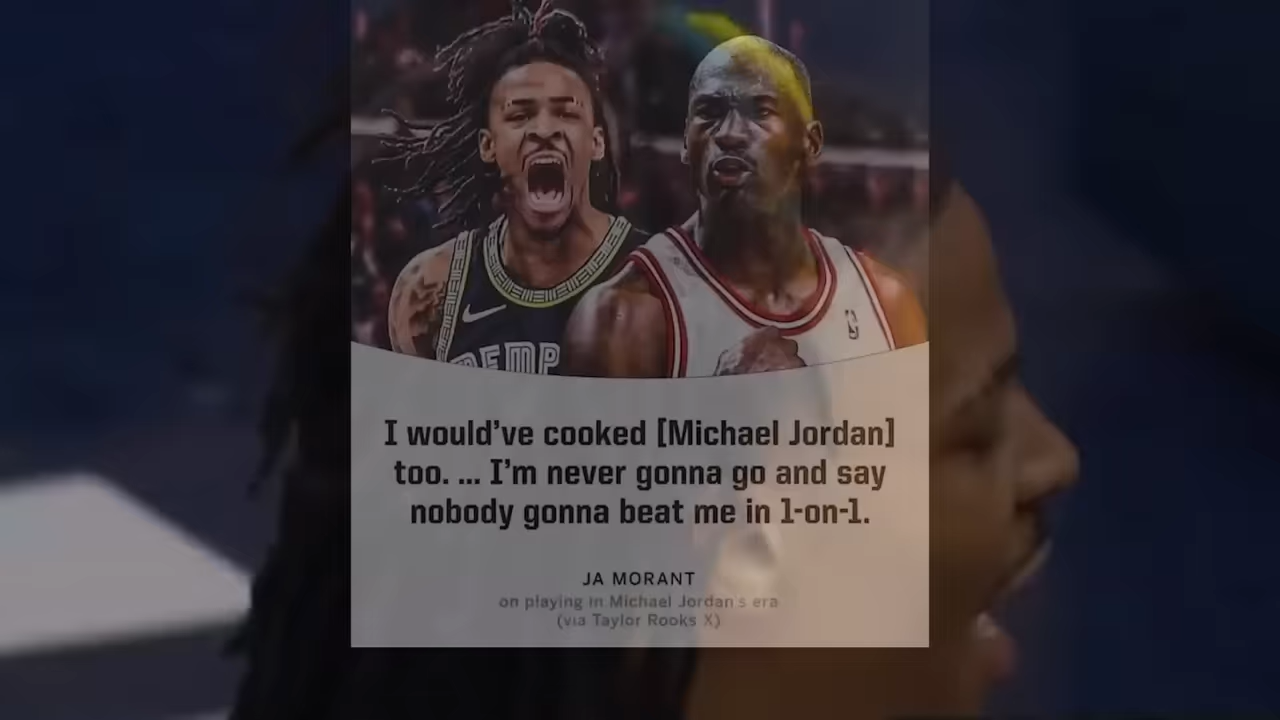 MEMP
I would've cooked [Michael Jordan]
too. ... I'm never gonna go and say
nobody gonna beat me in 1-on-1.
JA MORANT
on playing in Michael Jordan's era
(via Taylor Rooks X)